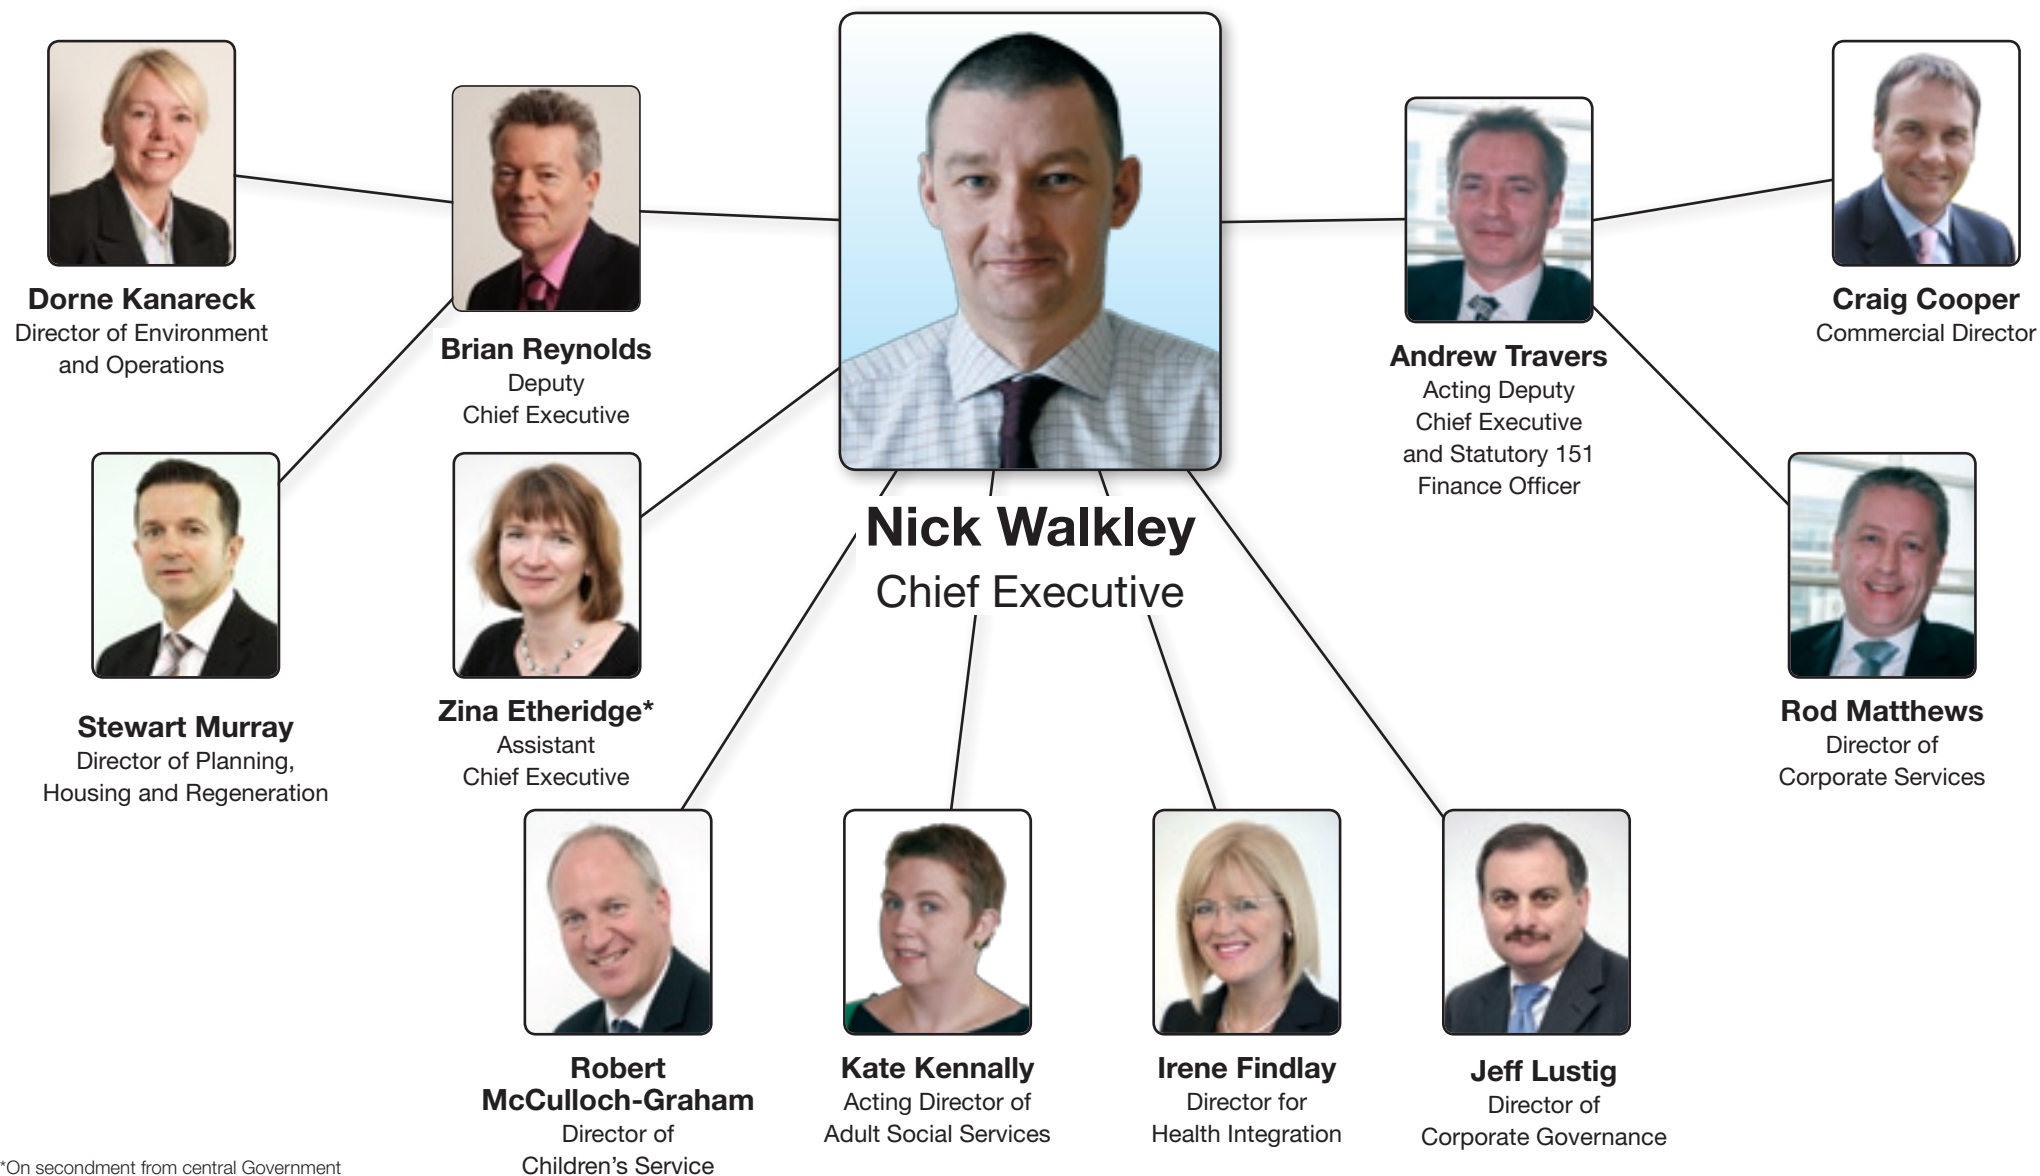 Dorne Kanareck
Director of Environment
and Operations
Brian Reynolds
Deputy
Chief Executive
Nick Walkley
Chief Executive
Andrew Travers
Acting Deputy
Chief Executive
and Statutory 151
Finance Officer
Craig Cooper
Commercial Director
Stewart Murray
Director of Planning,
Housing and Regeneration
Zina Etheridge*
Assistant
Chief Executive
Rod Matthews
Director of
Corporate Services
Robert
McCulloch-Graham
Director of
Children's Service
Kate Kennally
Acting Director of
Adult Social Services
Irene Findlay
Director for
Health Integration
Jeff Lustig
Director of
Corporate Governance
*On secondment from central Government